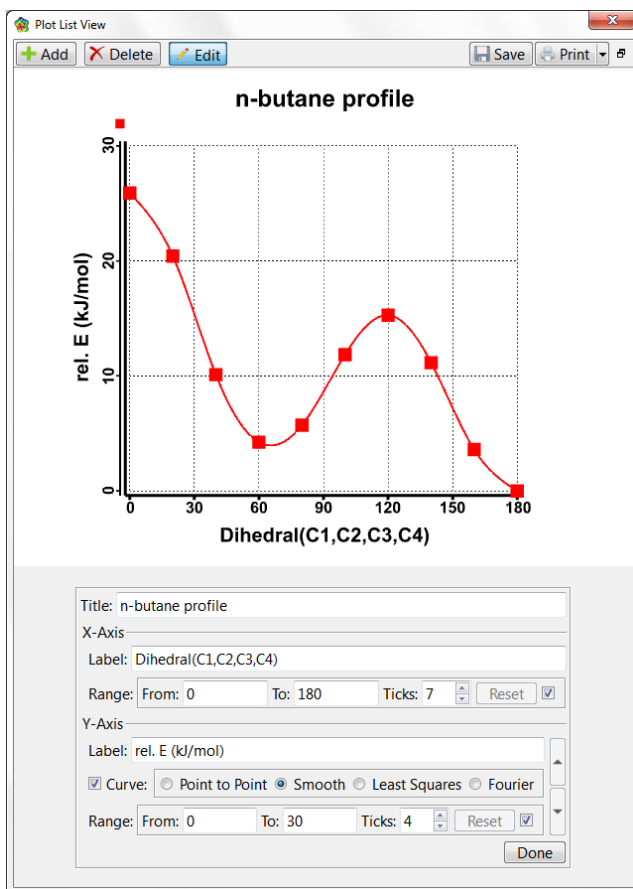 Plot List View
Add Delete Edit Save Print
n-butane profile
30
20
10
0
rel. E (kJ/mol)
0 30 60 90 120 150 180
Dihedral(C1,C2,C3,C4)
Title: n-butane profile
X-Axis
Label: Dihedral(C1,C2,C3,C4)
Range: From: 0 To: 180 Ticks: 7 Reset
Y-Axis
Label: rel. E (kJ/mol)
Curve: Point to Point Smooth Least Squares Fourier
Range: From: 0 To: 30 Ticks: 4 Reset
Done